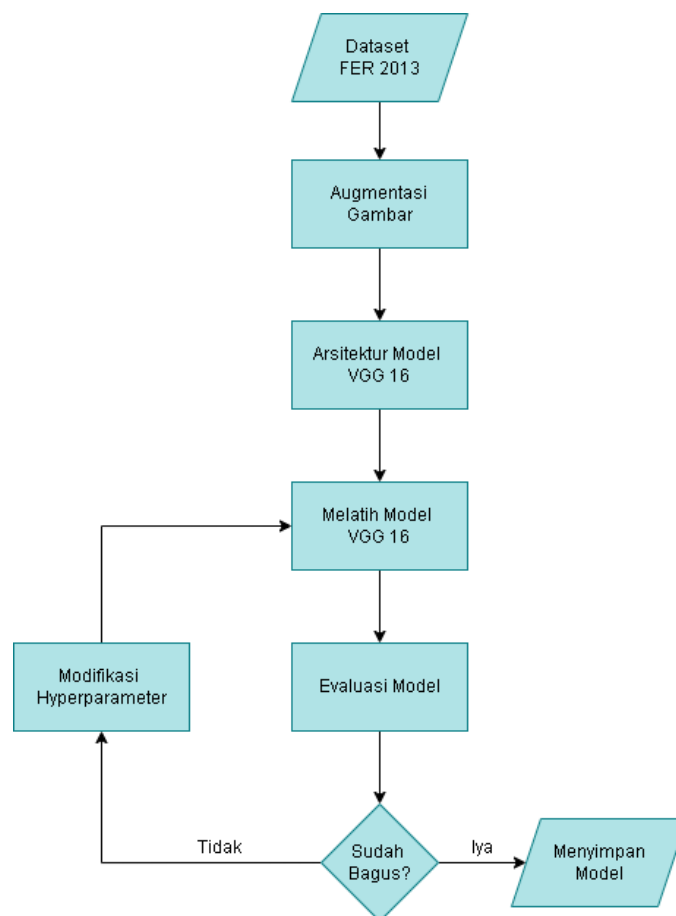 Dataset
FER 2013
Augmentasi
Gambar
Arsitektur Model
VGG 16
Melatih Model
VGG 16
Modifikasi
Hyperparameter
Evaluasi Model
Tidak
Sudah
Bagus?
Iya
Menyimpan
Model